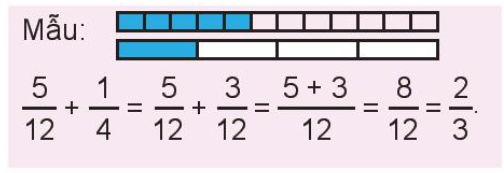 Mẫu:
5/12 + 1/4 = 5/12 + 3/12 = (5 + 3)/12 = 8/12 = 2/3.